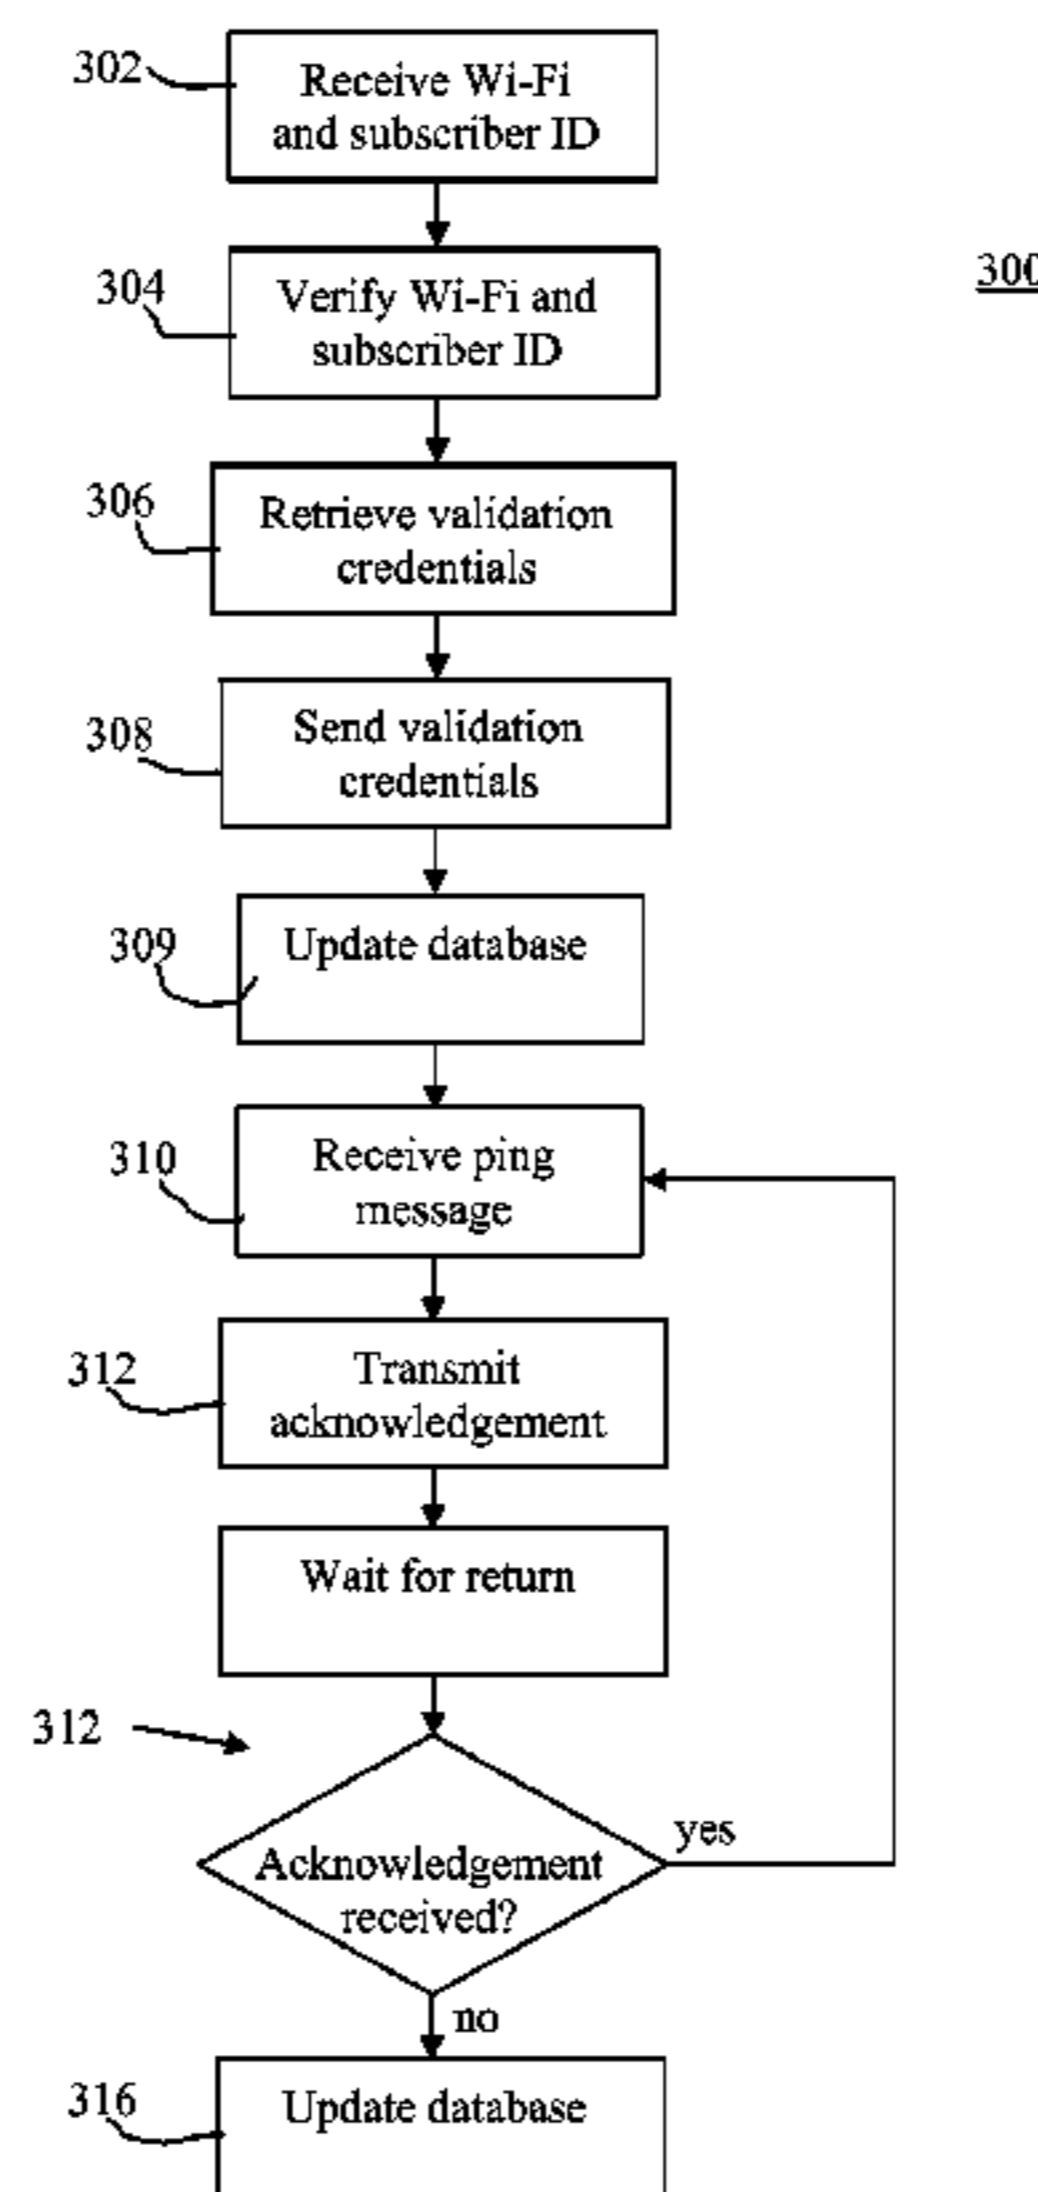 302
Receive Wi-Fi
and subscriber ID
304
Verify Wi-Fi and
subscriber ID
300
306
Retrieve validation
credentials
308
Send validation
credentials
309
Update database
310
Receive ping
message
312
Transmit
acknowledgement
Wait for return
312
yes
Acknowledgement
received?
no
316
Update database